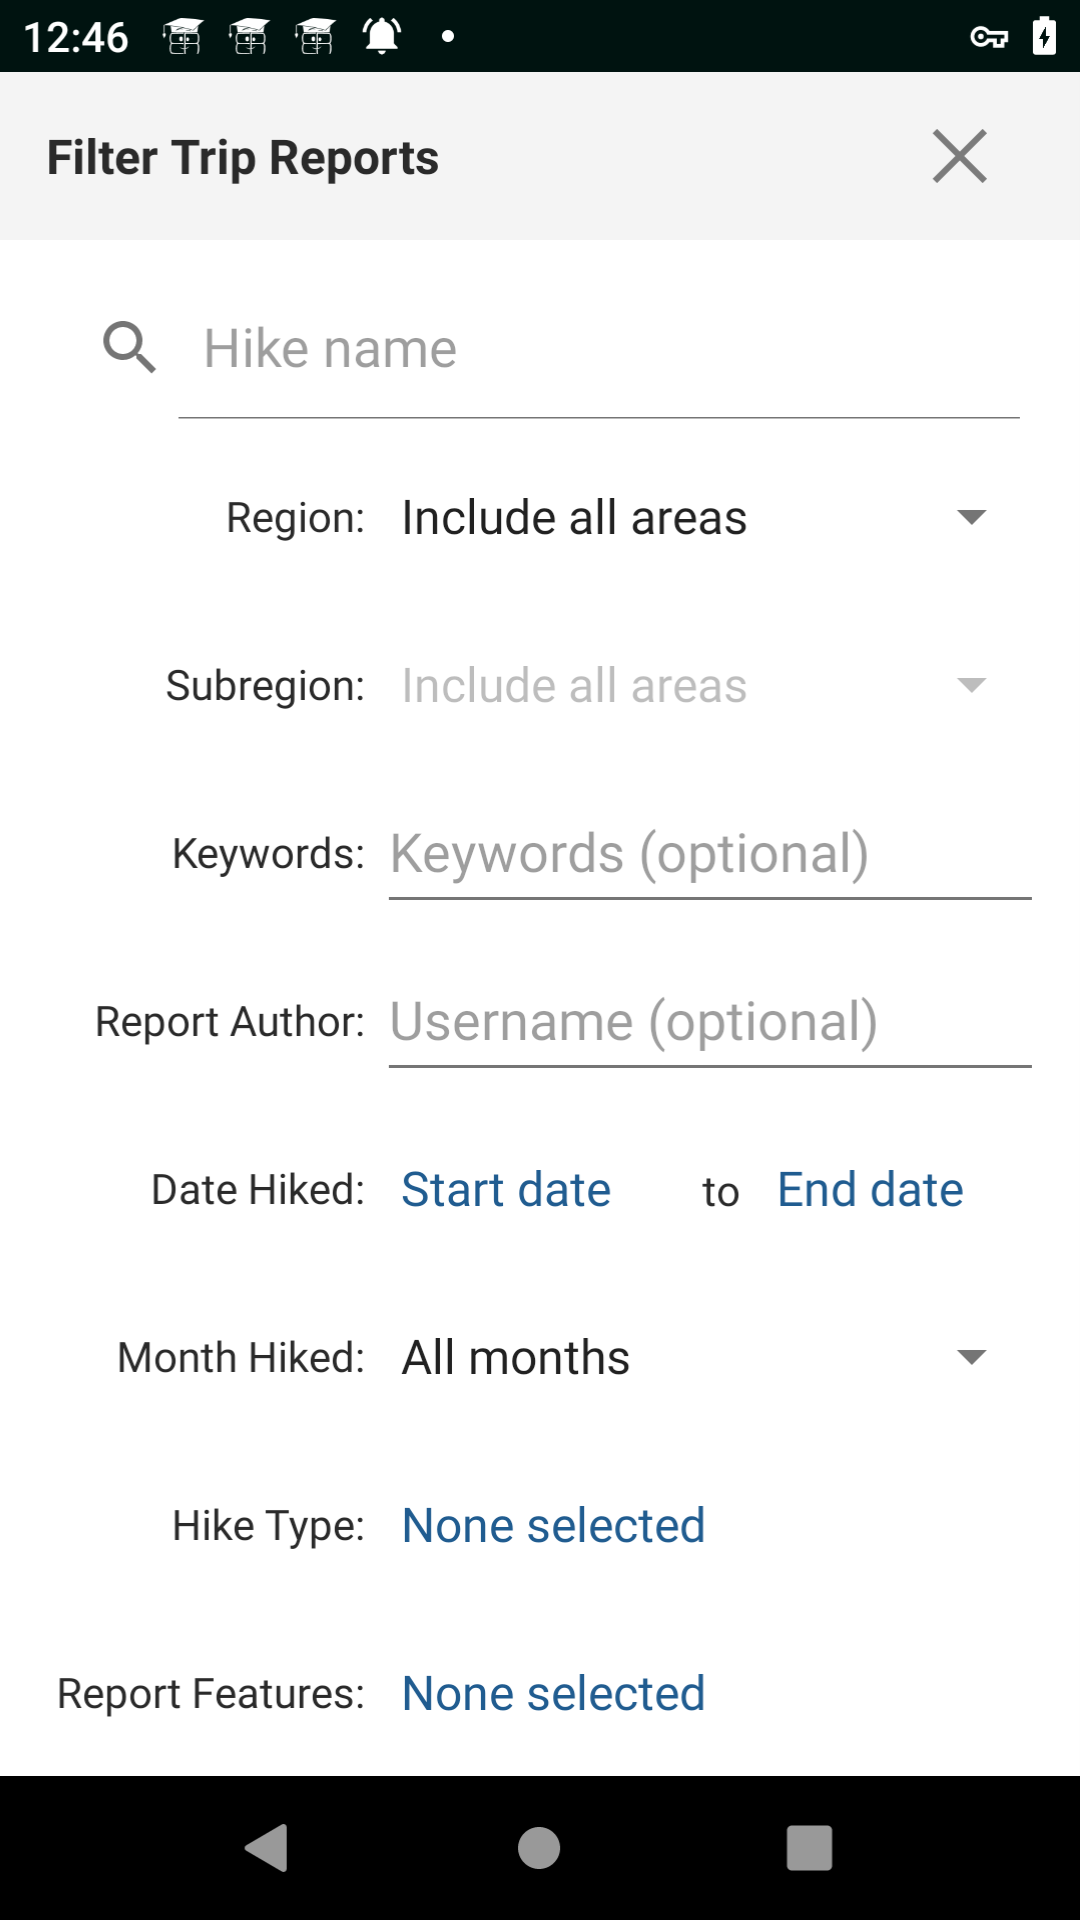 12:46
Filter Trip Reports
Hike name
Region: Include all areas
Subregion: Include all areas
Keywords: Keywords (optional)
Report Author: Username (optional)
Date Hiked: Start date to End date
Month Hiked: All months
Hike Type: None selected
Report Features: None selected